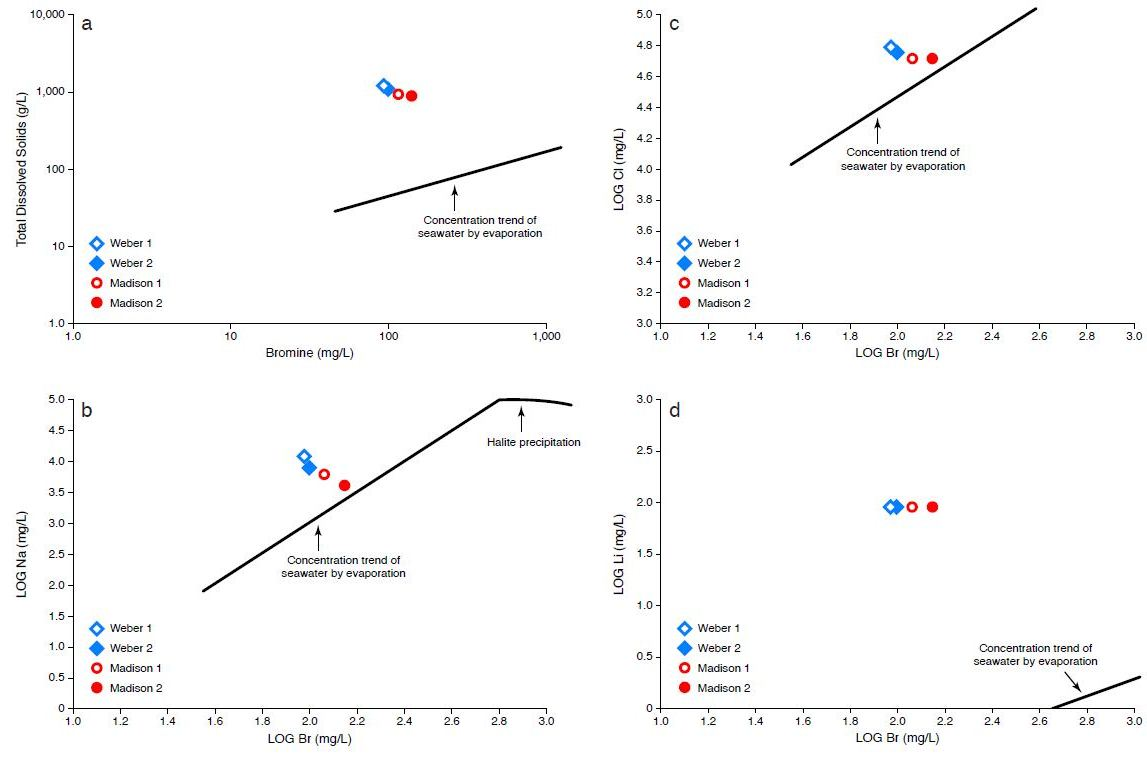 a
10,000
1,000
100
10
1.0
Total Dissolved Solids (g/L)
Concentration trend of
seawater by evaporation
Weber 1
Weber 2
Madison 1
Madison 2
1.0 10 100 1,000
Bromine (mg/L)
c
5.0
4.8
4.6
4.4
4.2
4.0
3.8
3.6
3.4
3.2
3.0
LOG Cl (mg/L)
Concentration trend of
seawater by evaporation
Weber 1
Weber 2
Madison 1
Madison 2
1.0 1.2 1.4 1.6 1.8 2.0 2.2 2.4 2.6 2.8 3.0
LOG Br (mg/L)
b
5.0
4.5
4.0
3.5
3.0
2.5
2.0
1.5
1.0
0.5
0
LOG Na (mg/L)
Halite precipitation
Concentration trend of
seawater by evaporation
Weber 1
Weber 2
Madison 1
Madison 2
1.0 1.2 1.4 1.6 1.8 2.0 2.2 2.4 2.6 2.8 3.0
LOG Br (mg/L)
d
3.0
2.5
2.0
1.5
1.0
0.5
0
LOG Li (mg/L)
Concentration trend of
seawater by evaporation
Weber 1
Weber 2
Madison 1
Madison 2
1.0 1.2 1.4 1.6 1.8 2.0 2.2 2.4 2.6 2.8 3.0
LOG Br (mg/L)